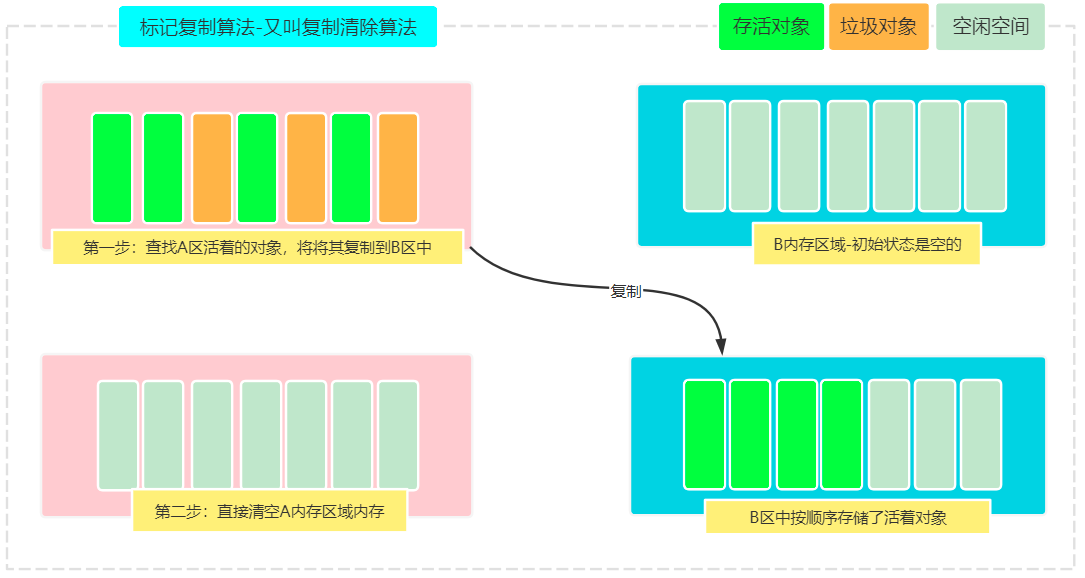 标记复制算法-又叫复制清除算法
存活对象
垃圾对象
空闲空间
第一步：查找A区活着的对象，将将其复制到B区中
B内存区域-初始状态是空的
复制
第二步：直接清空A内存区域内存
B区中按顺序存储了活着对象